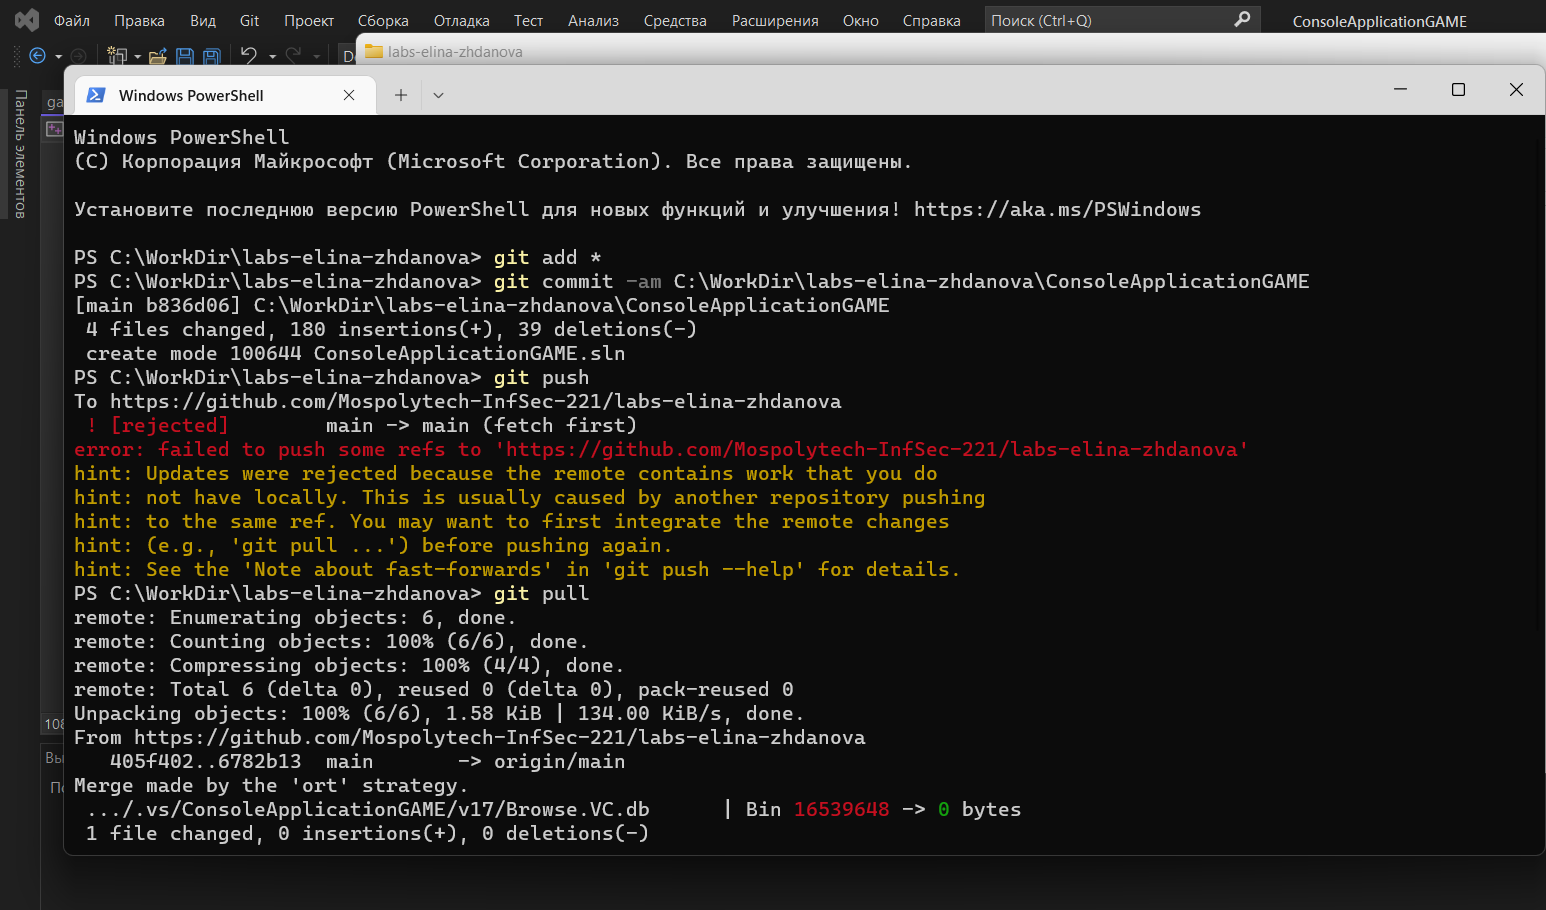 Файл Правка Вид Git Проект Сборка Отладка Тест Анализ Средства Расширения Окно Справка Поиск (Ctrl+Q) ConsoleApplicationGAME
labs-elina-zhdanova
Панель элементов
Windows PowerShell
Windows PowerShell
(C) Корпорация Майкрософт (Microsoft Corporation). Все права защищены.
Установите последнюю версию PowerShell для новых функций и улучшения! https://aka.ms/PSWindows
PS C:\WorkDir\labs-elina-zhdanova> git add *
PS C:\WorkDir\labs-elina-zhdanova> git commit -am C:\WorkDir\labs-elina-zhdanova\ConsoleApplicationGAME
[main b836d06] C:\WorkDir\labs-elina-zhdanova\ConsoleApplicationGAME
4 files changed, 180 insertions(+), 39 deletions(-)
create mode 100644 ConsoleApplicationGAME.sln
PS C:\WorkDir\labs-elina-zhdanova> git push
To https://github.com/Mospolytech-InfSec-221/labs-elina-zhdanova
! [rejected] main -> main (fetch first)
error: failed to push some refs to 'https://github.com/Mospolytech-InfSec-221/labs-elina-zhdanova'
hint: Updates were rejected because the remote contains work that you do
hint: not have locally. This is usually caused by another repository pushing
hint: to the same ref. You may want to first integrate the remote changes
hint: (e.g., 'git pull ...') before pushing again.
hint: See the 'Note about fast-forwards' in 'git push --help' for details.
PS C:\WorkDir\labs-elina-zhdanova> git pull
remote: Enumerating objects: 6, done.
remote: Counting objects: 100% (6/6), done.
remote: Compressing objects: 100% (4/4), done.
remote: Total 6 (delta 0), reused 0 (delta 0), pack-reused 0
Unpacking objects: 100% (6/6), 1.58 KiB | 134.00 KiB/s, done.
From https://github.com/Mospolytech-InfSec-221/labs-elina-zhdanova
405f402..6782b13 main -> origin/main
Merge made by the 'ort' strategy.
.../.vs/ConsoleApplicationGAME/v17/Browse.VC.db | Bin 16539648 -> 0 bytes
1 file changed, 0 insertions(+), 0 deletions(-)